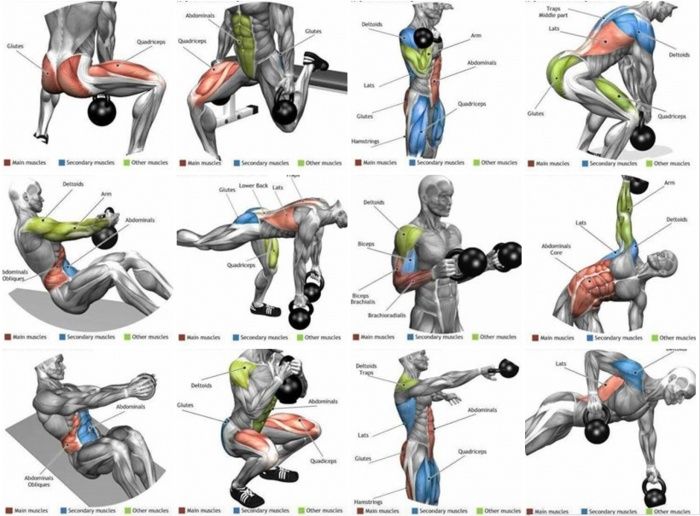 Glutes
Quadriceps
Main muscles Secondary muscles Other muscles
Abdominals
Quadriceps
Glutes
Main muscles Secondary muscles Other muscles
Deltoids
Arm
Abdominals
Lats
Quadriceps
Hamstrings
Main muscles Secondary muscles Other muscles
Traps
Middle part
Lats
Deltoids
Glutes
Quadriceps
Main muscles Secondary muscles Other muscles
Deltoids
Arm
Abdominals
bdominals
Obliques
Main muscles Secondary muscles Other muscles
Glutes
Lower Back
Lats
Quadriceps
Main muscles Secondary muscles Other muscles
Deltoids
Biceps
Biceps
Brachialis
Brachioradialis
Main muscles Secondary muscles Other muscles
Arm
Lats
Deltoids
Abdominals
Core
Main muscles Secondary muscles Other muscles
Abdominals
Abdominals
Obliques
Main muscles Secondary muscles Other muscles
Deltoids
Glutes
Abdominals
Quadiceps
Main muscles Secondary muscles Other muscles
Deltoids
Traps
Abdominals
Lats
Glutes
Quadriceps
Hamstrings
Main muscles Secondary muscles Other muscles
Lats
Main muscles Secondary muscles Other muscles